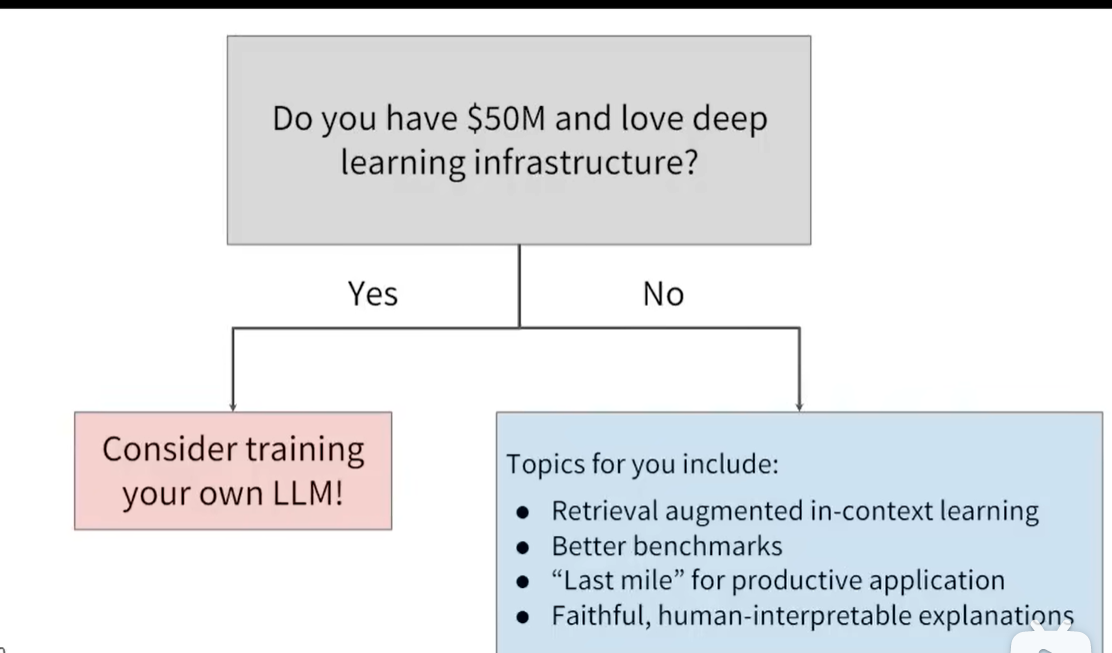 Do you have $50M and love deep
learning infrastructure?
Yes
No
Consider training
your own LLM!
Topics for you include:
● Retrieval augmented in-context learning
● Better benchmarks
● “Last mile” for productive application
● Faithful, human-interpretable explanations